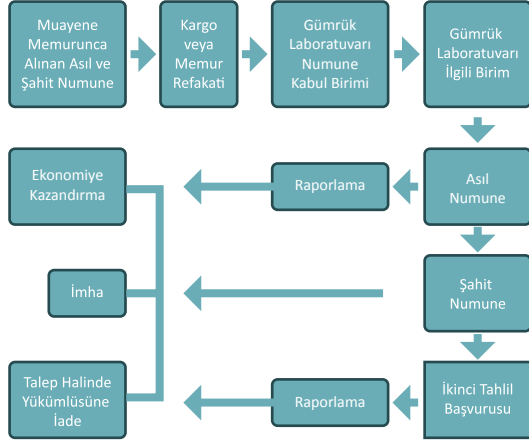 Muayene
Memurunca
Alınan Asıl ve
Şahit Numune
Kargo
veya
Memur
Refakati
Gümrük
Laboratuvarı
Numune
Kabul Birimi
Gümrük
Laboratuvarı
İlgili Birim
Ekonomiye
Kazandırma
Raporlama
Asıl
Numune
İmha
Şahit
Numune
Talep Halinde
Yükümlüsüne
İade
Raporlama
İkinci Tahlil
Başvurusu